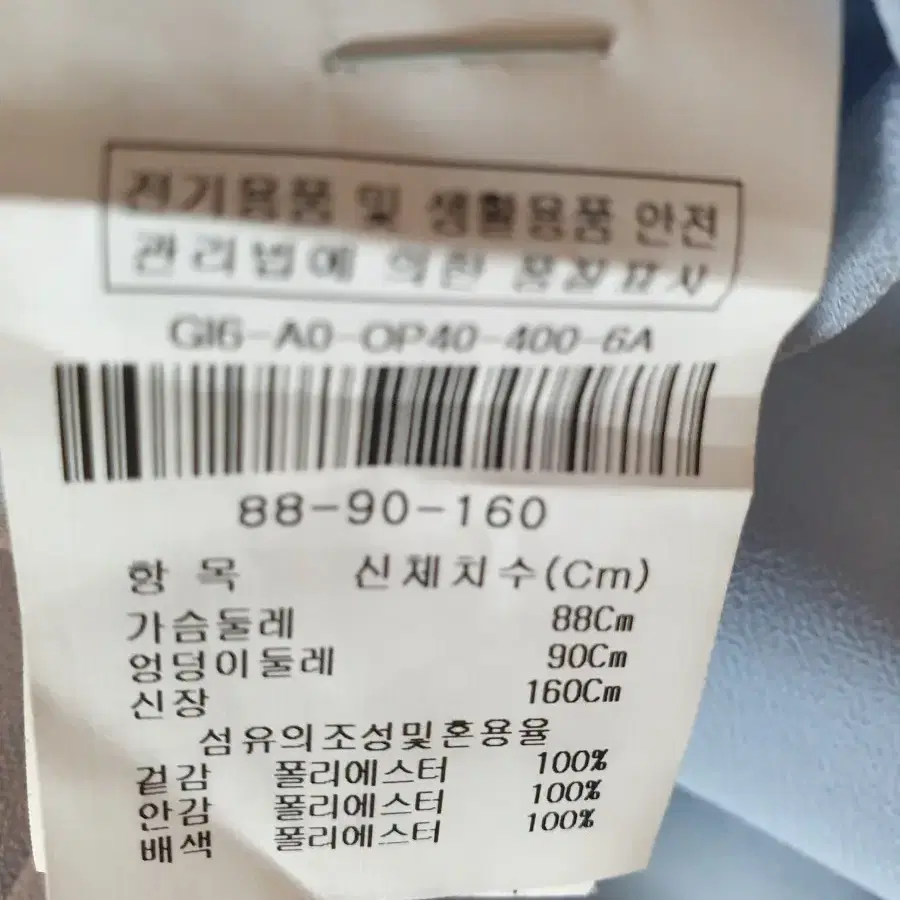 전기용품 및 생활용품 안전
관리법에 의한 품질표시
GI6-A0-OP40-400-6A
88-90-160
항 목 신체치수(Cm)
가슴둘레 88Cm
엉덩이둘레 90Cm
신장 160Cm
섬유의조성및혼용율
겉감 폴리에스터 100%
안감 폴리에스터 100%
배색 폴리에스터 100%